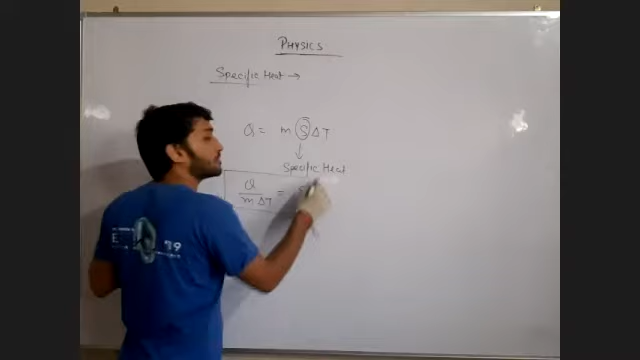 PHYSICS
Specific Heat →
Q = m S ΔT
↓
Specific Heat
Q / m ΔT = S